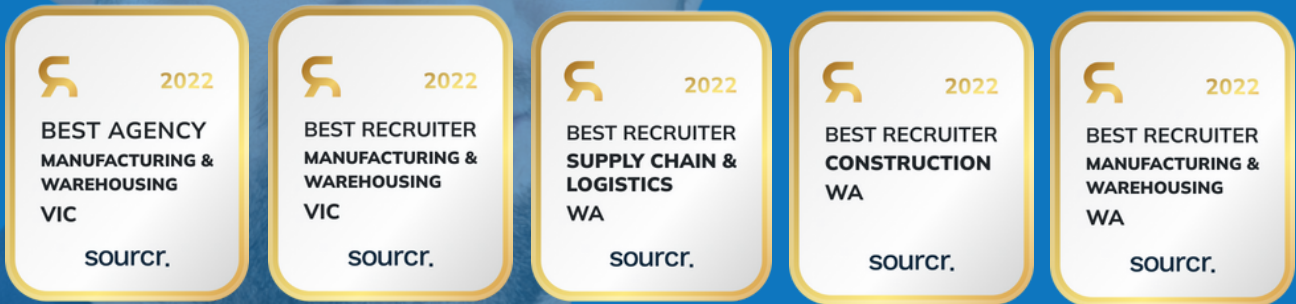 2022
BEST AGENCY
MANUFACTURING &
WAREHOUSING
VIC
sourcr.
2022
BEST RECRUITER
MANUFACTURING &
WAREHOUSING
VIC
sourcr.
2022
BEST RECRUITER
SUPPLY CHAIN &
LOGISTICS
WA
sourcr.
2022
BEST RECRUITER
CONSTRUCTION
WA
sourcr.
2022
BEST RECRUITER
MANUFACTURING &
WAREHOUSING
WA
sourcr.